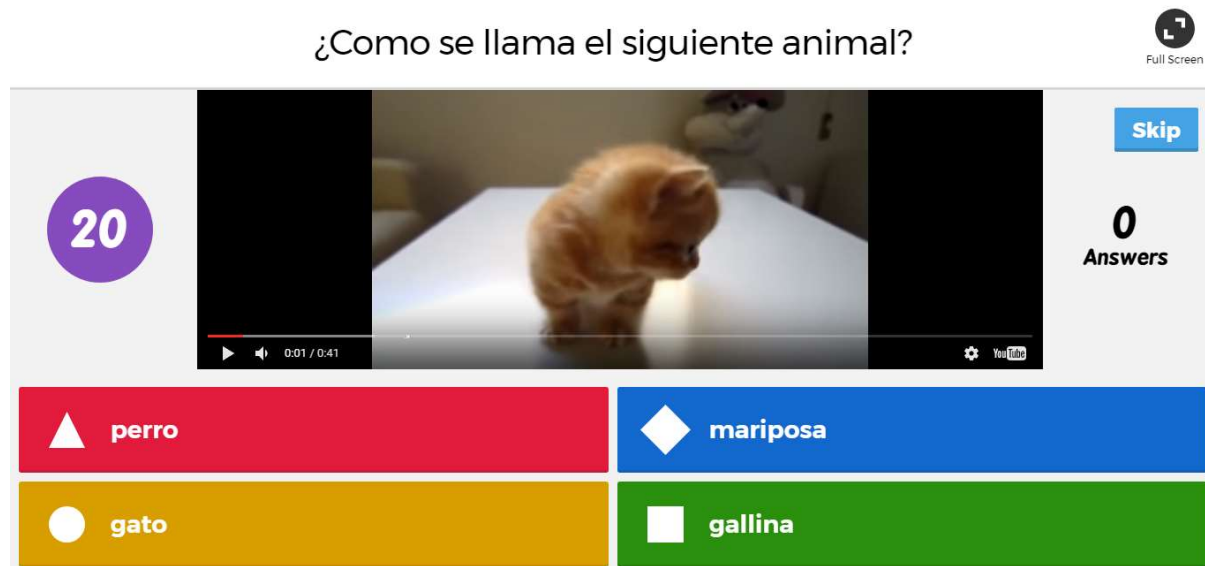 ¿Como se llama el siguiente animal?
Full Screen
Skip
20
0
Answers
0:01 / 0:41
YouTube
perro
mariposa
gato
gallina